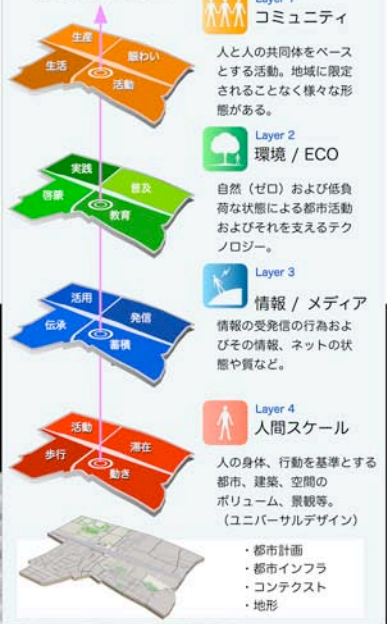 Layer 1
コミュニティ
生産
賑わい
生活
活動
人と人の共同体をベース
とする活動。地域に限定
されることなく様々な形
態がある。
Layer 2
環境 / ECO
実践
普及
啓蒙
教育
自然（ゼロ）および低負
荷な状態による都市活動
およびそれを支えるテク
ノロジー。
Layer 3
情報 / メディア
活用
発信
伝承
蓄積
情報の受発信の行為およ
びその情報、ネットの状
態や質など。
Layer 4
人間スケール
活動
滞在
歩行
動き
人の身体、行動を基準とする
都市、建築、空間の
ボリューム、景観等。
（ユニバーサルデザイン）
・都市計画
・都市インフラ
・コンテクスト
・地形